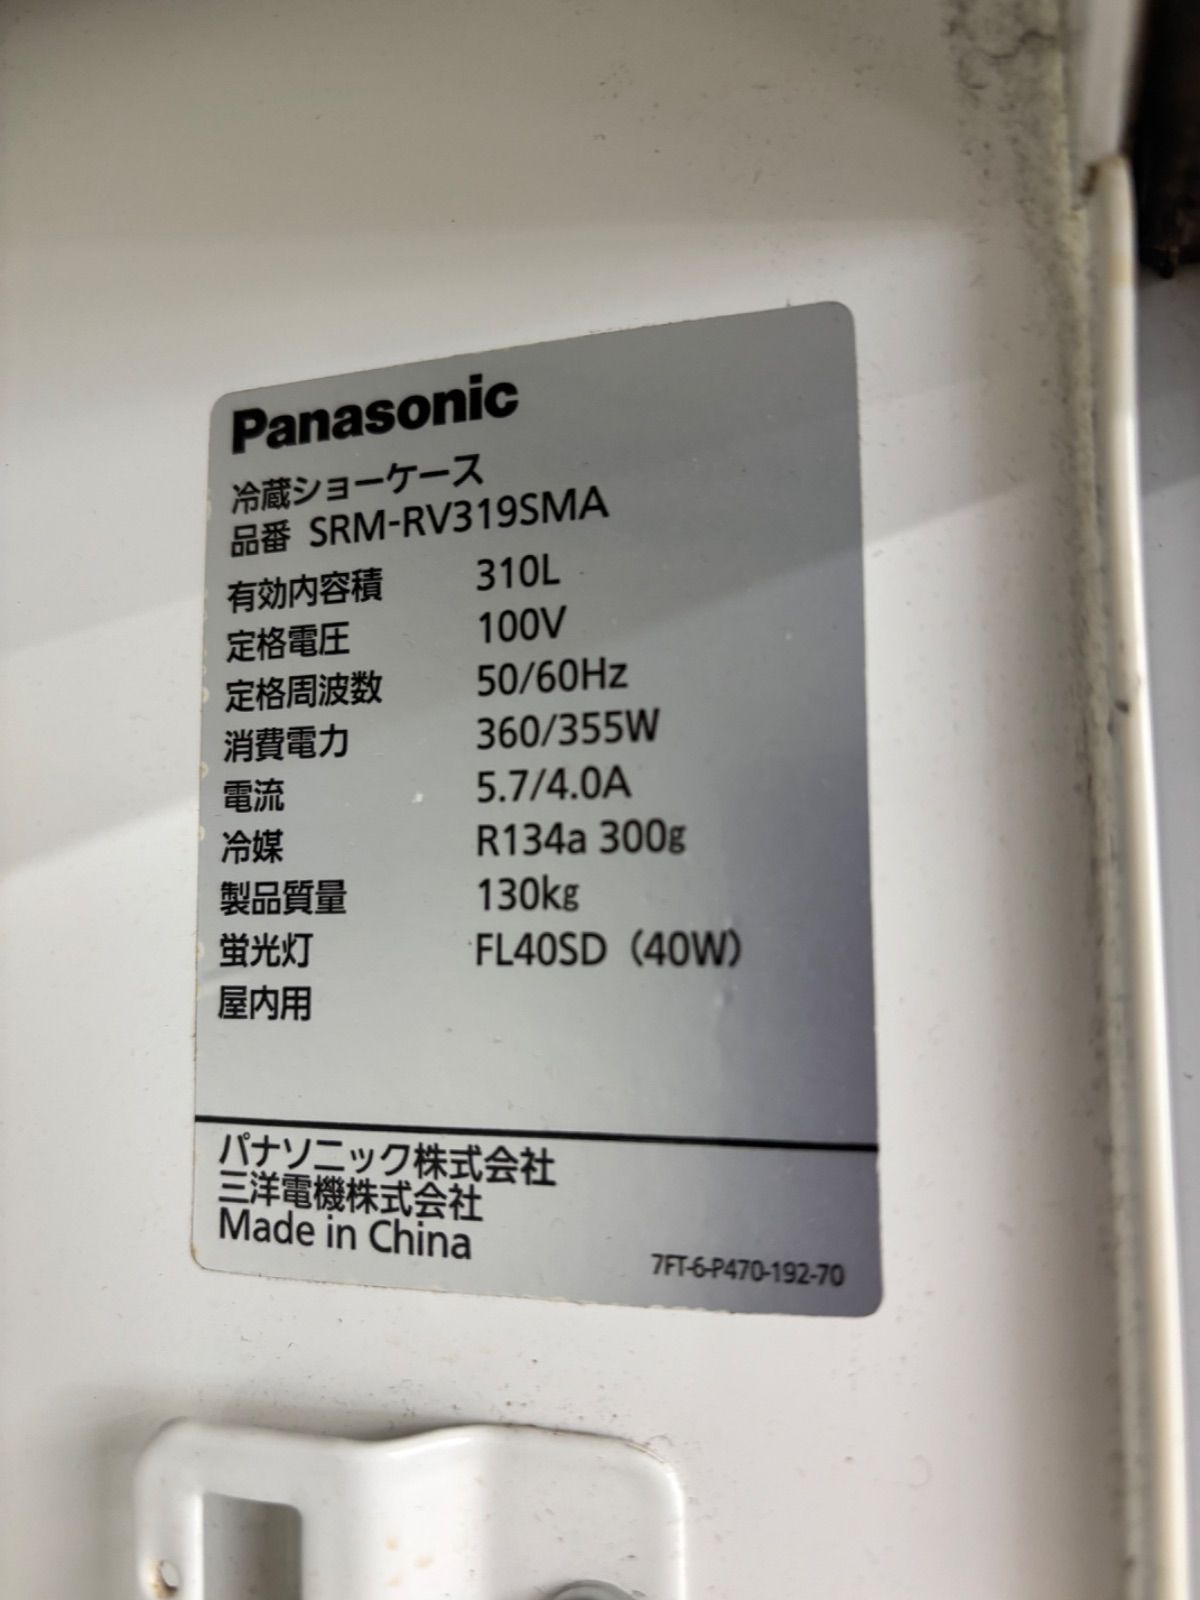 Panasonic
冷蔵ショーケース
品番 SRM-RV319SMA
有効内容積 310L
定格電圧 100V
定格周波数 50/60Hz
消費電力 360/355W
電流 5.7/4.0A
冷媒 R134a 300g
製品質量 130kg
蛍光灯 FL40SD（40W）
屋内用
パナソニック株式会社
三洋電機株式会社
Made in China
7FT-6-P470-192-70